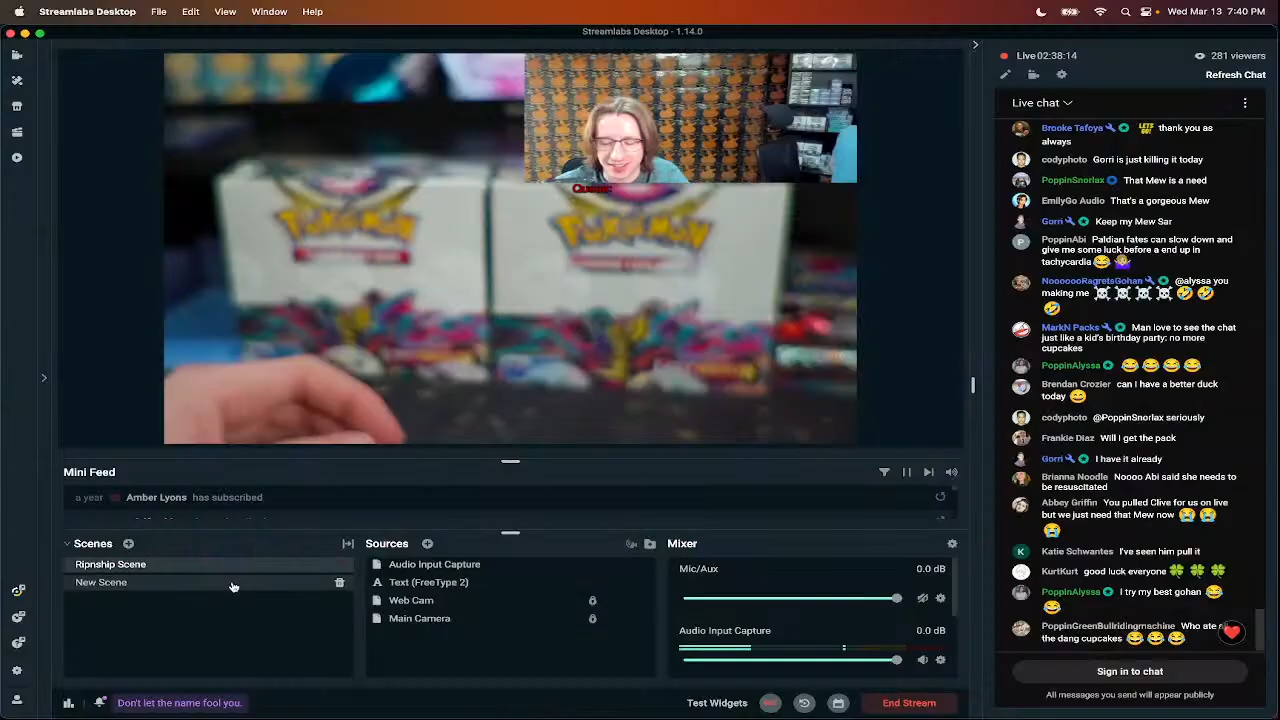 Streamlabs Desktop File Edit View Window Help
Wed Mar 13 7:40 PM
Streamlabs Desktop - 1.14.0
Live 02:38:14
281 viewers
Refresh Chat
Live chat
Brooke Tafoya LETS GO! thank you as
always
codyphoto Gorri is just killing it today
PoppinSnorlax That Mew is a need
EmilyGo Audio That's a gorgeous Mew
Gorri Keep my Mew Sar
PoppinAbi Paldian fates can slow down and
give me some luck before a end up in
tachycardia
NooooooRagretsGohan @alyssa you
making me
MarkN Packs Man love to see the chat
just like a kid's birthday party: no more
cupcakes
PoppinAlyssa
Brendan Crozier can I have a better duck
today
codyphoto @PoppinSnorlax seriously
Frankie Diaz Will I get the pack
Gorri I have it already
Brianna Noodle Nooo Abi said she needs to
be resuscitated
Abbey Griffin You pulled Clive for us on live
but we just need that Mew now
Katie Schwantes I've seen him pull it
KurtKurt good luck everyone
PoppinAlyssa I try my best gohan
PoppinGreenBullridingmachine Who ate
the dang cupcakes
Sign in to chat
All messages you send will appear publicly
POKÉMON
POKÉMON
Mini Feed
a year Amber Lyons has subscribed
Scenes
Ripnship Scene
New Scene
Sources
Audio Input Capture
Text (FreeType 2)
Web Cam
Main Camera
Mixer
Mic/Aux 0.0 dB
Audio Input Capture 0.0 dB
Don't let the name fool you.
Test Widgets
REC
End Stream